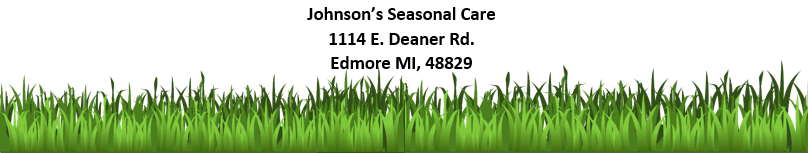 Johnson’s Seasonal Care
1114 E. Deaner Rd.
Edmore MI, 48829